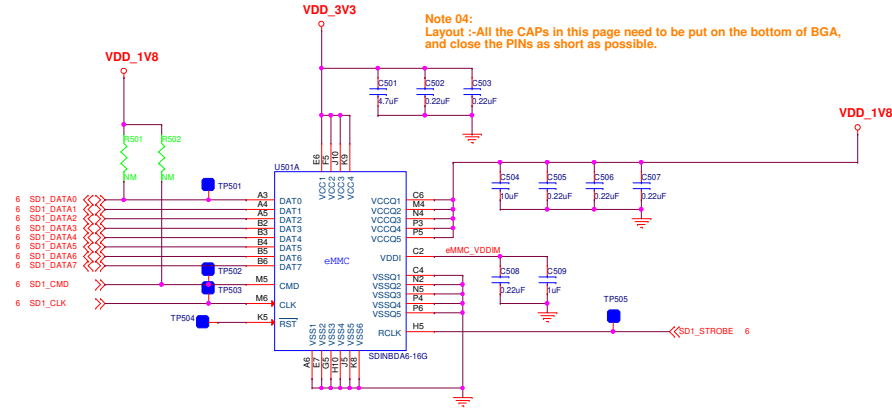 VDD_3V3
Note 04:
Layout :-All the CAPs in this page need to be put on the bottom of BGA,
and close the PINs as short as possible.
VDD_1V8
C501
4.7uF
C502
0.22uF
C503
0.22uF
VDD_1V8
R501
NM
R502
NM
E6
F5
J10
K9
U501A
VCC1
VCC2
VCC3
VCC4
TP501
C504
10uF
C505
0.22uF
C506
0.22uF
C507
0.22uF
6 SD1_DATA0
6 SD1_DATA1
6 SD1_DATA2
6 SD1_DATA3
6 SD1_DATA4
6 SD1_DATA5
6 SD1_DATA6
6 SD1_DATA7
6 SD1_CMD
6 SD1_CLK
A3 DAT0
A4 DAT1
A5 DAT2
B2 DAT3
B3 DAT4
B4 DAT5
B5 DAT6
B6 DAT7
M5 CMD
M6 CLK
K5 RST
TP502
TP503
TP504
eMMC
VCCQ1 C6
VCCQ2 M4
VCCQ3 N4
VCCQ4 P3
VCCQ5 P5
VDDI C2 eMMC_VDDIM
VSSQ1 C4
VSSQ2 N2
VSSQ3 N5
VSSQ4 P4
VSSQ5 P6
RCLK H5
C508
0.22uF
C509
1uF
TP505
SD1_STROBE 6
VSS1
VSS2
VSS3
VSS4
VSS5
VSS6
SDINBDA6-16G
A6
E7
G5
H10
J5
K8